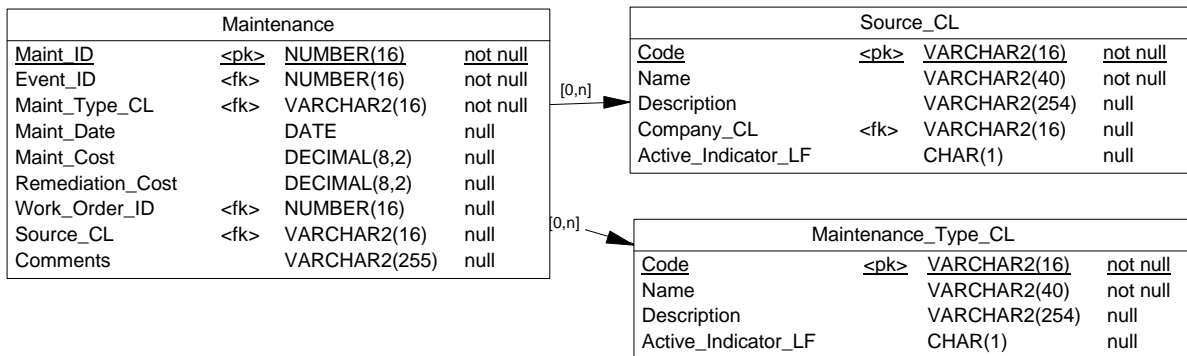 Maintenance
Maint_ID <pk> NUMBER(16) not null
Event_ID <fk> NUMBER(16) not null
Maint_Type_CL <fk> VARCHAR2(16) not null
Maint_Date DATE null
Maint_Cost DECIMAL(8,2) null
Remediation_Cost DECIMAL(8,2) null
Work_Order_ID <fk> NUMBER(16) null
Source_CL <fk> VARCHAR2(16) null
Comments VARCHAR2(255) null
[0,n]
[0,n]
Source_CL
Code <pk> VARCHAR2(16) not null
Name VARCHAR2(40) not null
Description VARCHAR2(254) null
Company_CL <fk> VARCHAR2(16) null
Active_Indicator_LF CHAR(1) null
Maintenance_Type_CL
Code <pk> VARCHAR2(16) not null
Name VARCHAR2(40) not null
Description VARCHAR2(254) null
Active_Indicator_LF CHAR(1) null